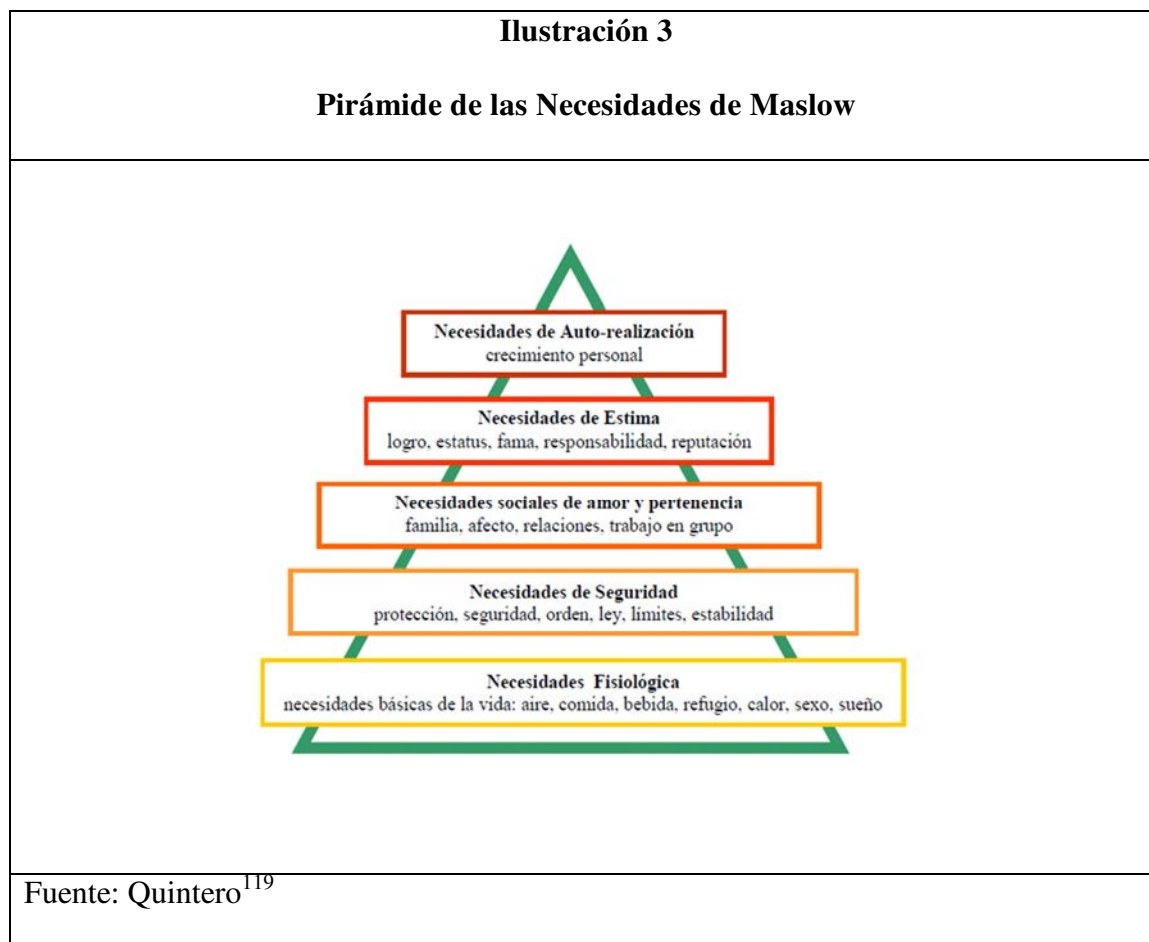 Ilustración 3
Pirámide de las Necesidades de Maslow
Necesidades de Auto-realización
crecimiento personal
Necesidades de Estima
logro, estatus, fama, responsabilidad, reputación
Necesidades sociales de amor y pertenencia
familia, afecto, relaciones, trabajo en grupo
Necesidades de Seguridad
protección, seguridad, orden, ley, límites, estabilidad
Necesidades Fisiológica
necesidades básicas de la vida: aire, comida, bebida, refugio, calor, sexo, sueño
Fuente: Quintero119